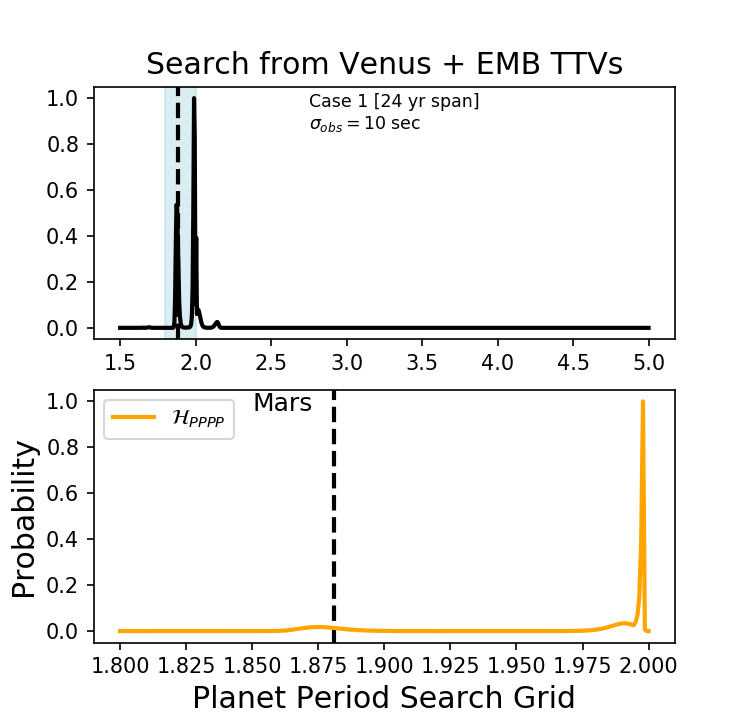 Search from Venus + EMB TTVs
Case 1 [24 yr span]
σ_obs = 10 sec
1.0
0.8
0.6
0.4
0.2
0.0
1.5 2.0 2.5 3.0 3.5 4.0 4.5 5.0
ℋ_PPPP
Mars
1.0
0.8
0.6
0.4
0.2
0.0
Probability
1.800 1.825 1.850 1.875 1.900 1.925 1.950 1.975 2.000
Planet Period Search Grid